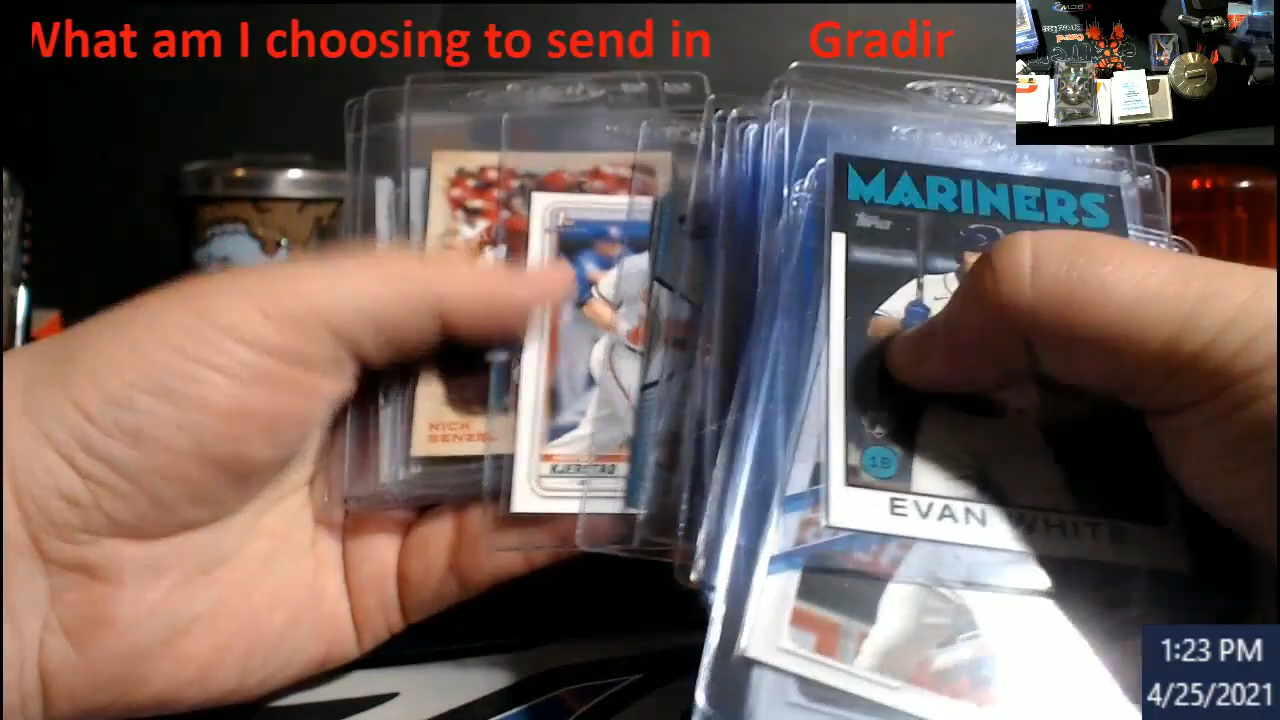 What am I choosing to send in Gradir
MARINERS
Topps
NICK
SENZEL
KJERSTAD
1B
EVAN WHITE
1:23 PM
4/25/2021